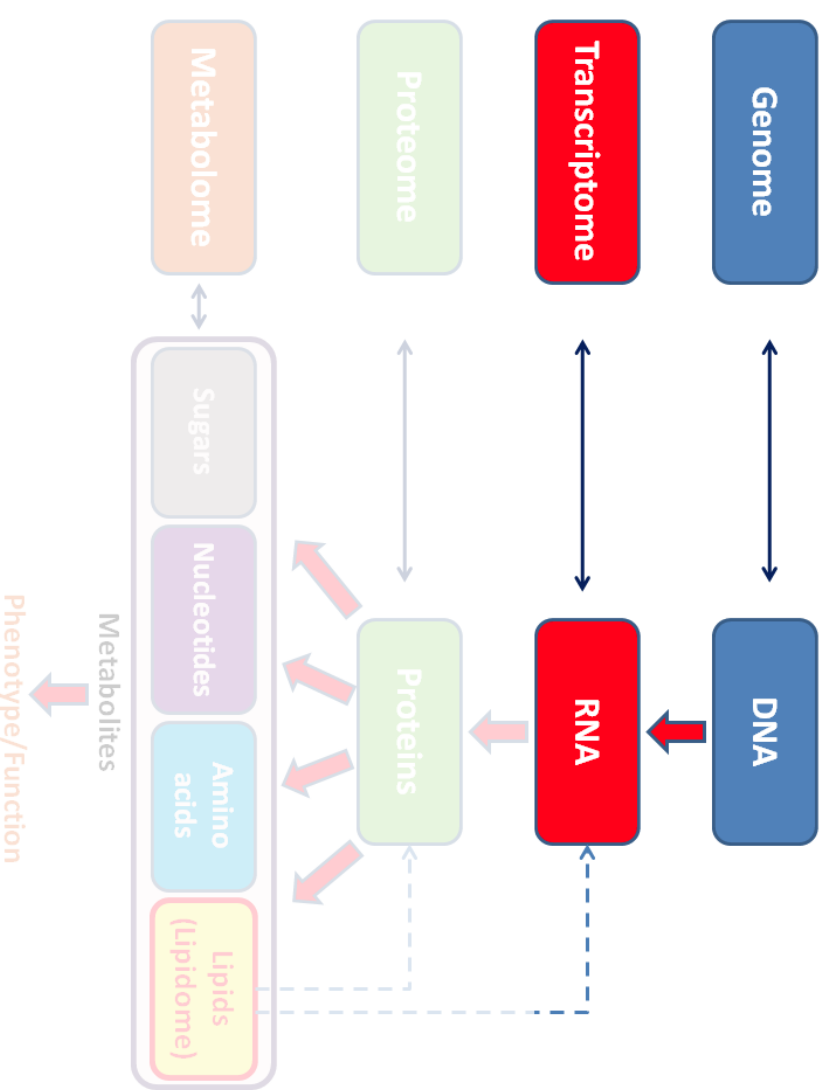 Genome
DNA
Transcriptome
RNA
Proteome
Proteins
Metabolome
Sugars
Nucleotides
Amino
acids
Lipids
(Lipidome)
Metabolites
Phenotype/Function